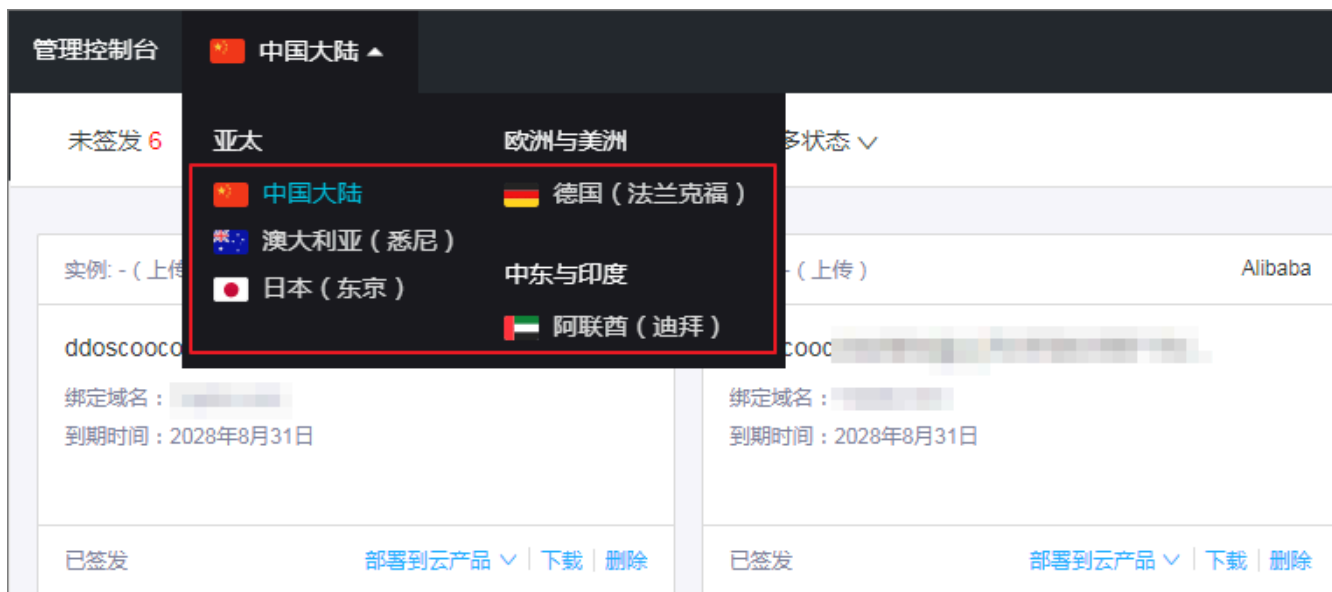 管理控制台 中国大陆
未签发 6 多状态
亚太 欧洲与美洲
中国大陆 德国（法兰克福）
澳大利亚（悉尼）
日本（东京） 中东与印度
阿联酋（迪拜）
实例: - ( 上传 - ( 上传 ) Alibaba
ddoscooco cooc
绑定域名： 绑定域名：
到期时间：2028年8月31日 到期时间：2028年8月31日
已签发 部署到云产品 下载 删除 已签发 部署到云产品 下载 删除